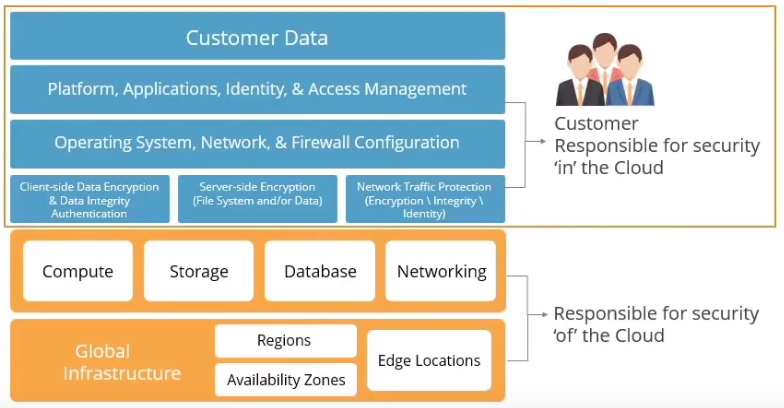 Customer Data
Platform, Applications, Identity, & Access Management
Operating System, Network, & Firewall Configuration
Client-side Data Encryption
& Data Integrity
Authentication
Server-side Encryption
(File System and/or Data)
Network Traffic Protection
(Encryption \ Integrity \
Identity)
Customer
Responsible for security
‘in’ the Cloud
Compute
Storage
Database
Networking
Global
Infrastructure
Regions
Availability Zones
Edge Locations
Responsible for security
‘of’ the Cloud